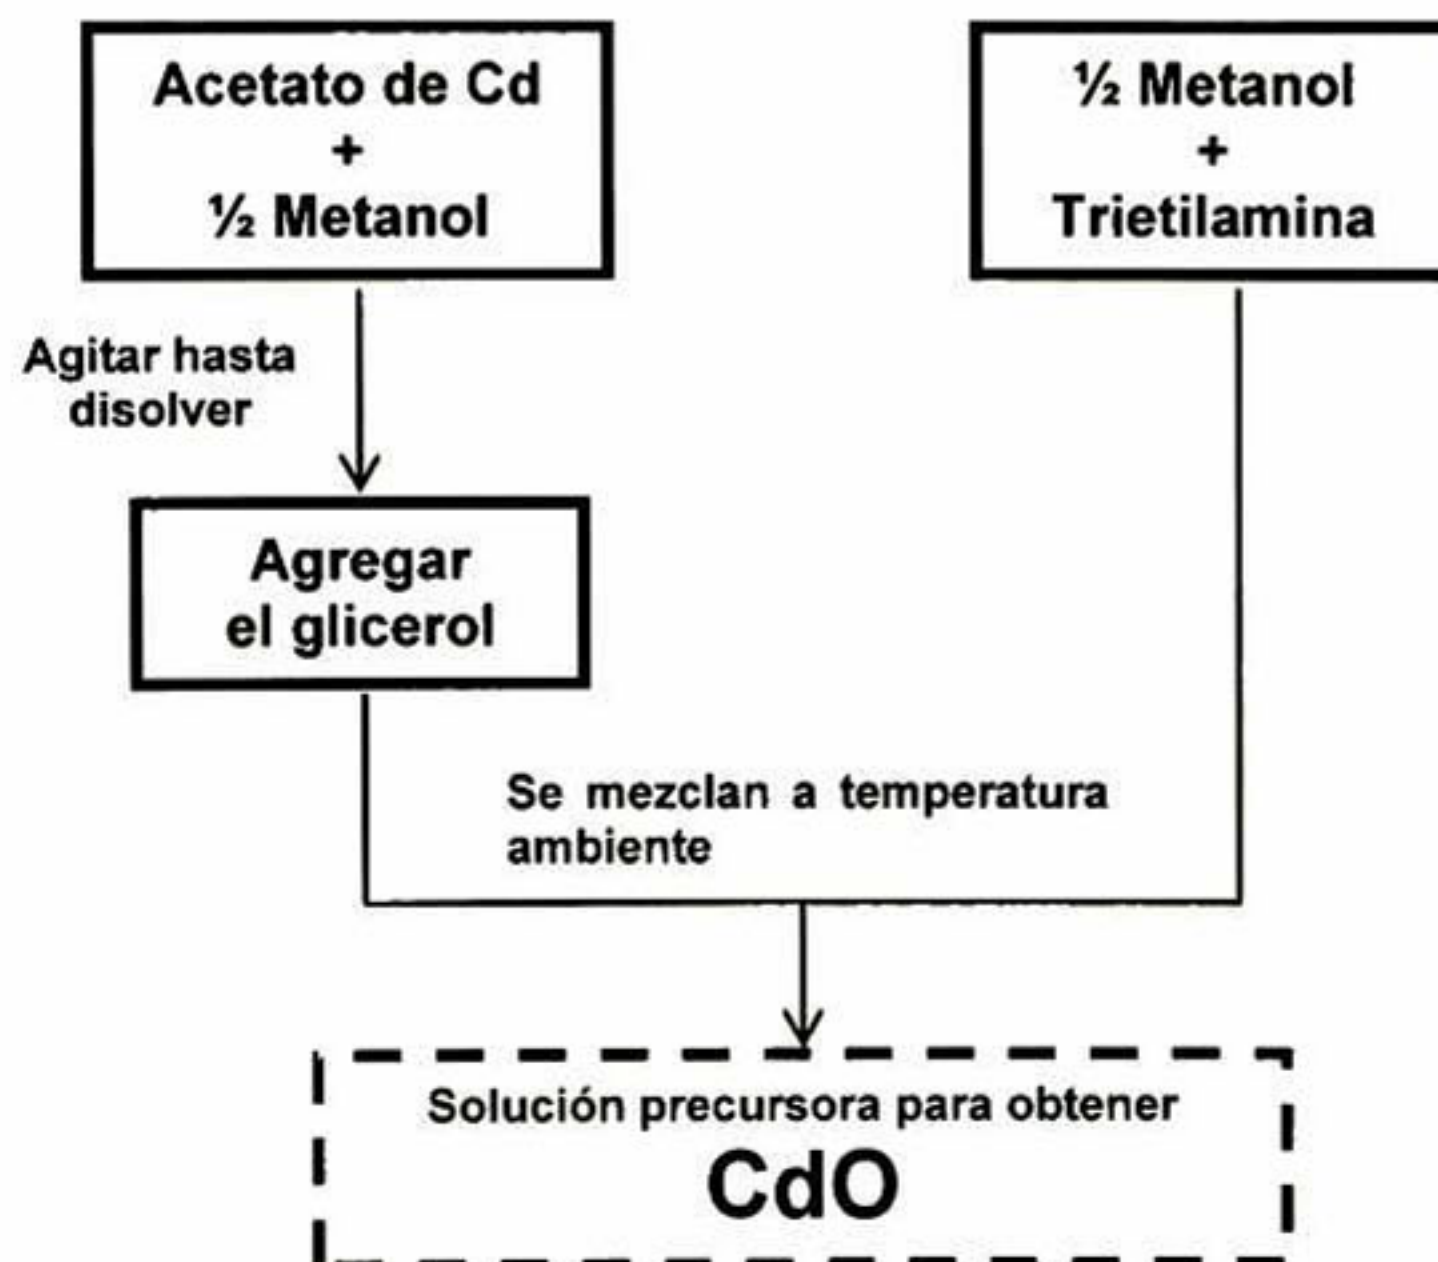 Acetato de Cd
+
½ Metanol
½ Metanol
+
Trietilamina
Agitar hasta
disolver
Agregar
el glicerol
Se mezclan a temperatura
ambiente
Solución precursora para obtener
CdO